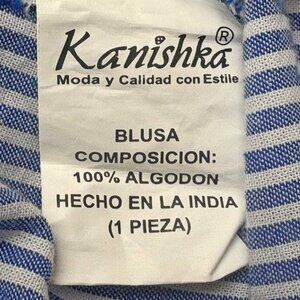 Kanishka®
Moda y Calidad con Estile
BLUSA
COMPOSICION:
100% ALGODON
HECHO EN LA INDIA
(1 PIEZA)